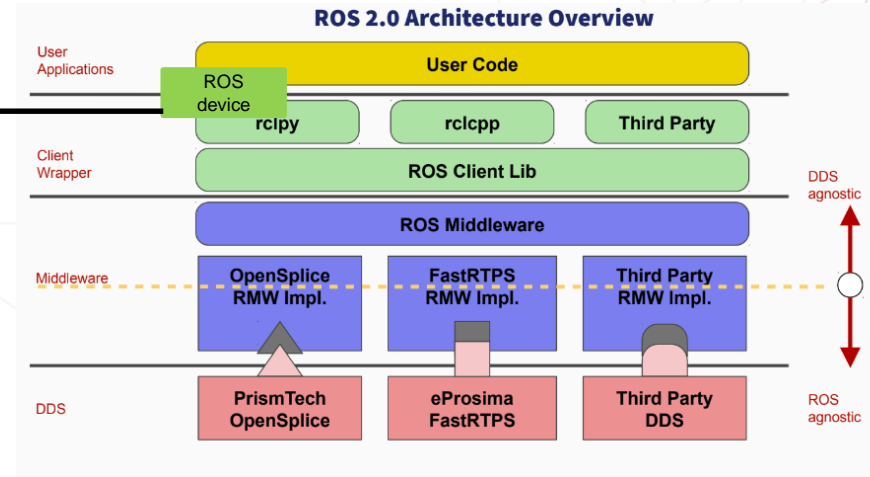 ROS 2.0 Architecture Overview
User
Applications
User Code
ROS
device
rclpy
rclcpp
Third Party
Client
Wrapper
ROS Client Lib
DDS
agnostic
ROS Middleware
Middleware
OpenSplice
RMW Impl.
FastRTPS
RMW Impl.
Third Party
RMW Impl.
DDS
PrismTech
OpenSplice
eProsima
FastRTPS
Third Party
DDS
ROS
agnostic